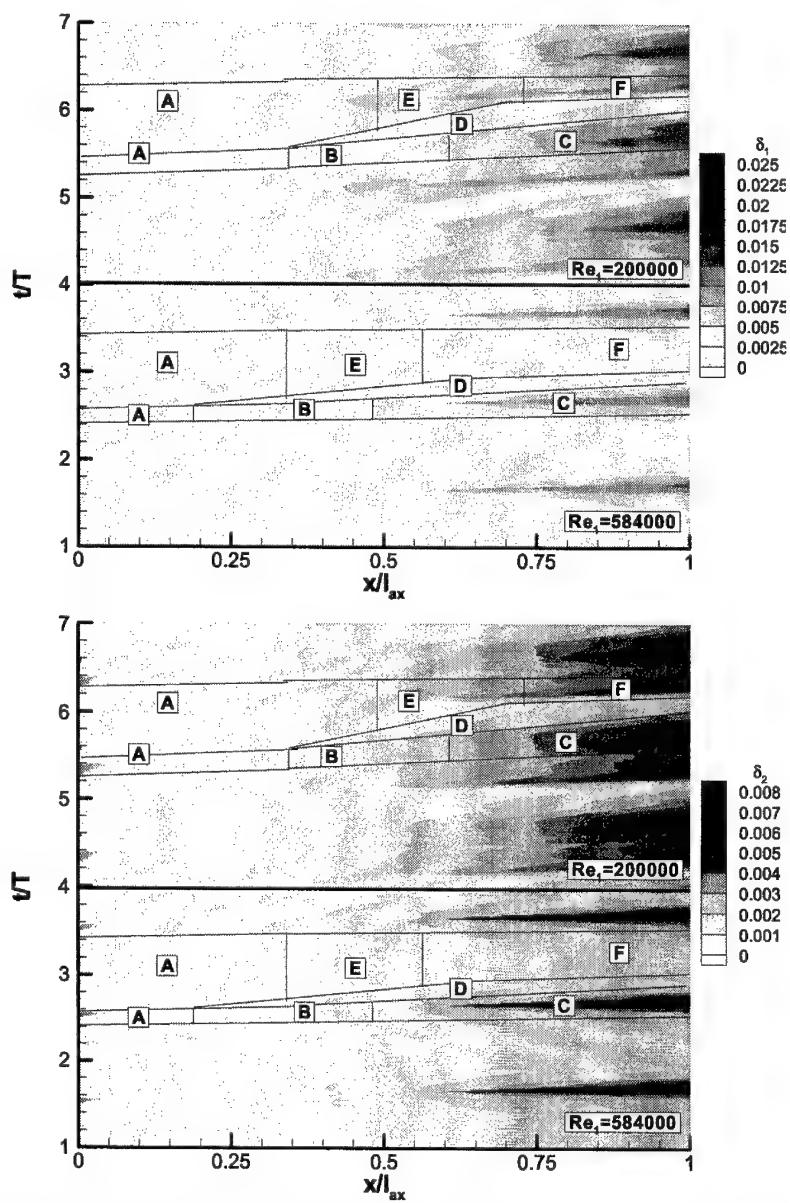 7
6
5
4
3
2
1
t/T
A
E
F
D
A
B
C
Re₁=200000
A
E
F
D
A
B
C
Re₁=584000
0
0.25
0.5
0.75
1
x/lₐₓ
δ₁
0.025
0.0225
0.02
0.0175
0.015
0.0125
0.01
0.0075
0.005
0.0025
0
7
6
5
4
3
2
1
t/T
A
E
F
D
A
B
C
Re₁=200000
A
E
F
D
A
B
C
Re₁=584000
0
0.25
0.5
0.75
1
x/lₐₓ
δ₂
0.008
0.007
0.006
0.005
0.004
0.003
0.002
0.001
0